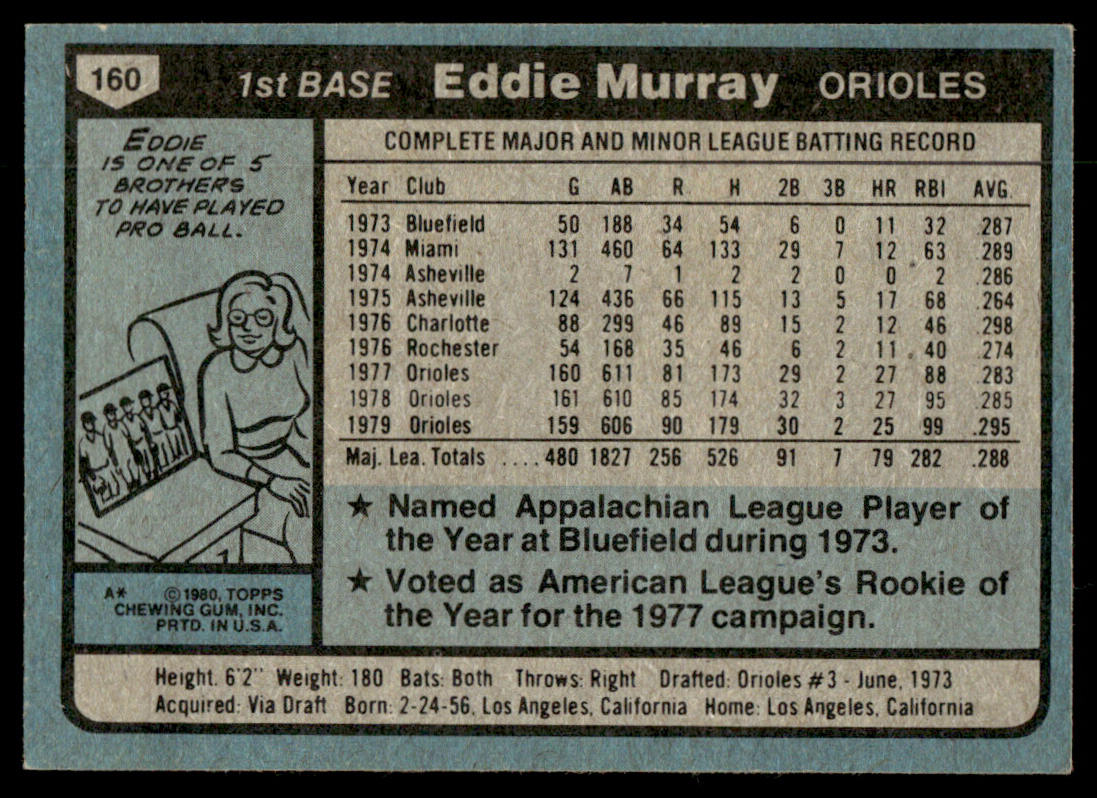 160 1st BASE Eddie Murray ORIOLES
EDDIE
IS ONE OF 5
BROTHERS
TO HAVE PLAYED
PRO BALL.
COMPLETE MAJOR AND MINOR LEAGUE BATTING RECORD
Year Club G AB R H 2B 3B HR RBI AVG.
1973 Bluefield 50 188 34 54 6 0 11 32 .287
1974 Miami 131 460 64 133 29 7 12 63 .289
1974 Asheville 2 7 1 2 2 0 0 2 .286
1975 Asheville 124 436 66 115 13 5 17 68 .264
1976 Charlotte 88 299 46 89 15 2 12 46 .298
1976 Rochester 54 168 35 46 6 2 11 40 .274
1977 Orioles 160 611 81 173 29 2 27 88 .283
1978 Orioles 161 610 85 174 32 3 27 95 .285
1979 Orioles 159 606 90 179 30 2 25 99 .295
Maj. Lea. Totals ....480 1827 256 526 91 7 79 282 .288
★ Named Appalachian League Player of
the Year at Bluefield during 1973.
★ Voted as American League's Rookie of
the Year for the 1977 campaign.
A* ©1980, TOPPS
CHEWING GUM, INC.
PRTD. IN U.S.A.
Height. 6'2" Weight: 180 Bats: Both Throws: Right Drafted: Orioles #3 - June, 1973
Acquired: Via Draft Born: 2-24-56, Los Angeles, California Home: Los Angeles, California